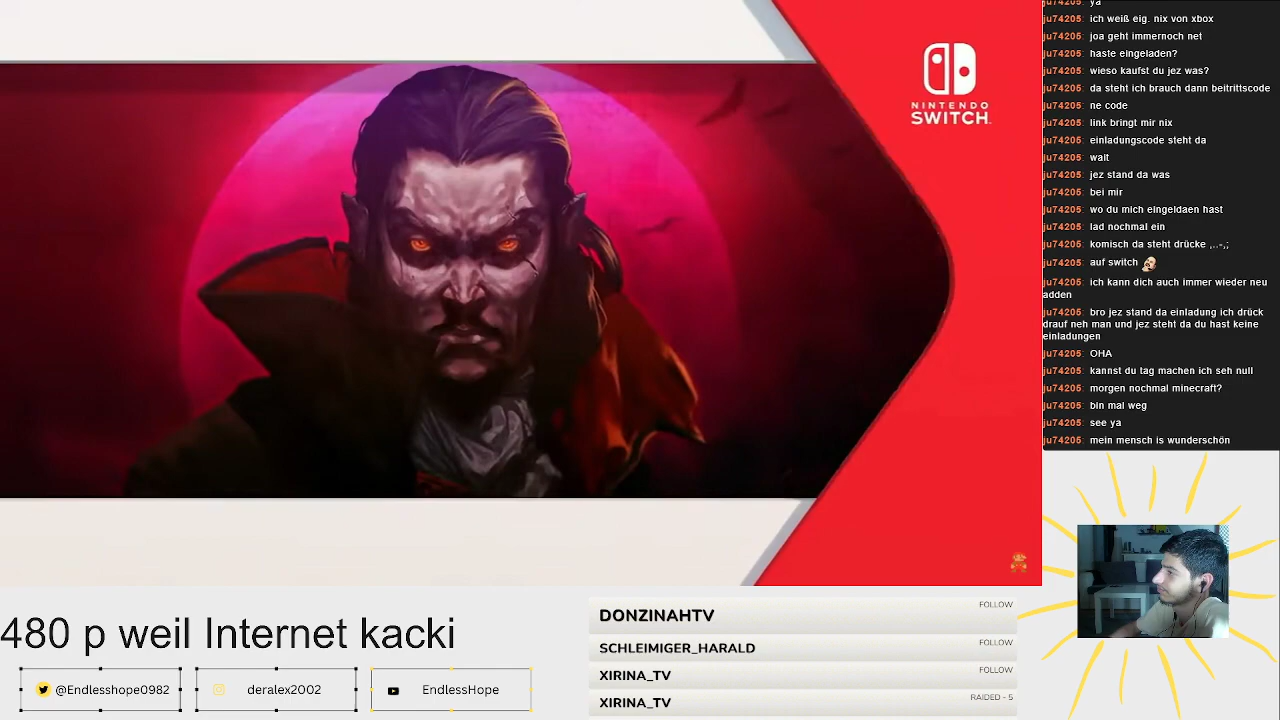 NINTENDO
SWITCH.
ju74205: ya
ju74205: ich weiß eig. nix von xbox
ju74205: joa geht immernoch net
ju74205: haste eingeladen?
ju74205: wieso kaufst du jez was?
ju74205: da steht ich brauch dann beitrittscode
ju74205: ne code
ju74205: link bringt mir nix
ju74205: einladungscode steht da
ju74205: wait
ju74205: jez stand da was
ju74205: bei mir
ju74205: wo du mich eingeldaen hast
ju74205: lad nochmal ein
ju74205: komisch da steht drücke ,..-,;
ju74205: auf switch
ju74205: ich kann dich auch immer wieder neu
adden
ju74205: bro jez stand da einladung ich drück
drauf neh man und jez steht da du hast keine
einladungen
ju74205: OHA
ju74205: kannst du tag machen ich seh null
ju74205: morgen nochmal minecraft?
ju74205: bin mal weg
ju74205: see ya
ju74205: mein mensch is wunderschön
480 p weil Internet kacki
@Endlesshope0982
deralex2002
EndlessHope
DONZINAHTV FOLLOW
SCHLEIMIGER_HARALD FOLLOW
XIRINA_TV FOLLOW
XIRINA_TV RAIDED - 5